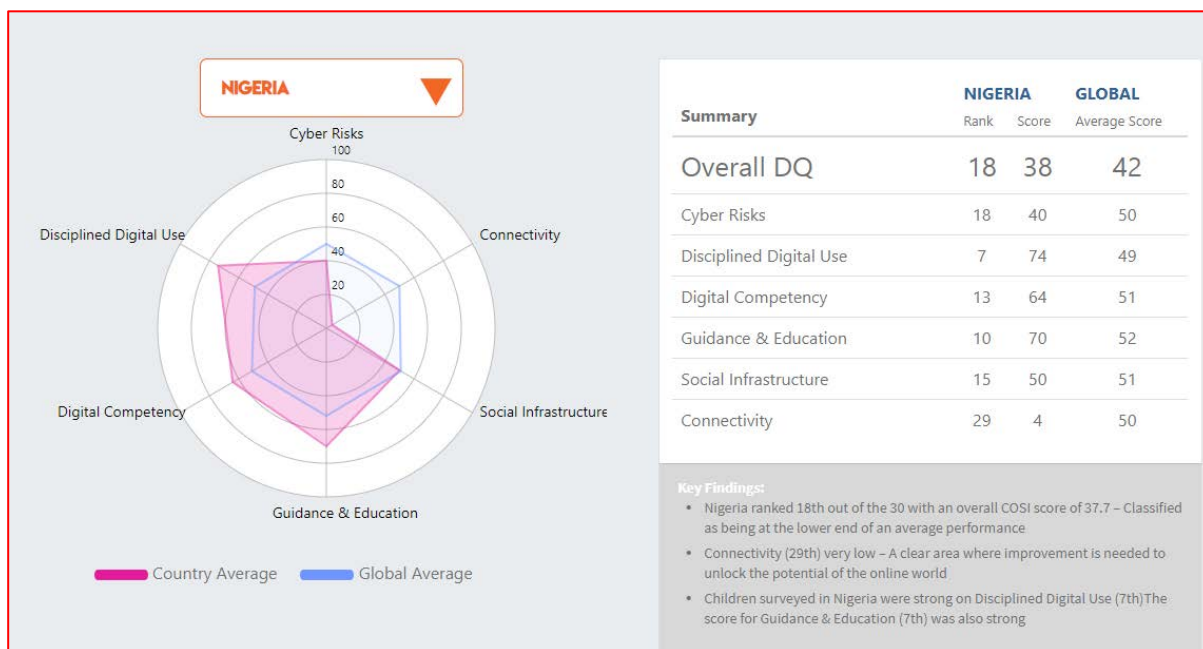 NIGERIA
Cyber Risks
100
80
60
40
20
Disciplined Digital Use
Connectivity
Digital Competency
Social Infrastructure
Guidance & Education
Country Average
Global Average
NIGERIA GLOBAL
Summary Rank Score Average Score
Overall DQ 18 38 42
Cyber Risks 18 40 50
Disciplined Digital Use 7 74 49
Digital Competency 13 64 51
Guidance & Education 10 70 52
Social Infrastructure 15 50 51
Connectivity 29 4 50
Key Findings:
• Nigeria ranked 18th out of the 30 with an overall COSI score of 37.7 – Classified
as being at the lower end of an average performance
• Connectivity (29th) very low – A clear area where improvement is needed to
unlock the potential of the online world
• Children surveyed in Nigeria were strong on Disciplined Digital Use (7th)The
score for Guidance & Education (7th) was also strong